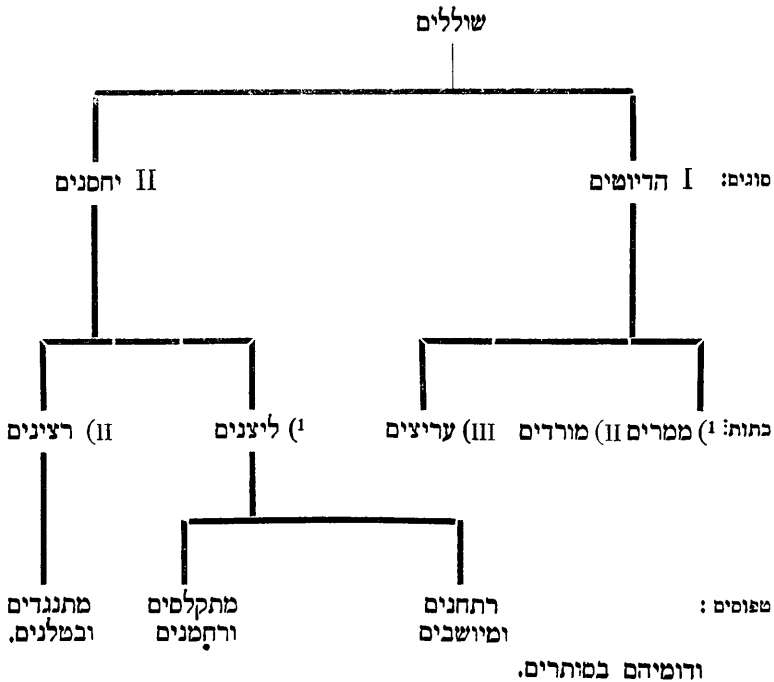 שוללים
סוגים: I הדיוטים II יחסנים
כתות: 1) ממרים II) מורדים III) עריצים 1) ליצנים II) רצינים
טפוסים: רתחנים מתקלסים מתנגדים
ומיושבים ורחמנים ובטלנים.
ודומיהם בסותרים.